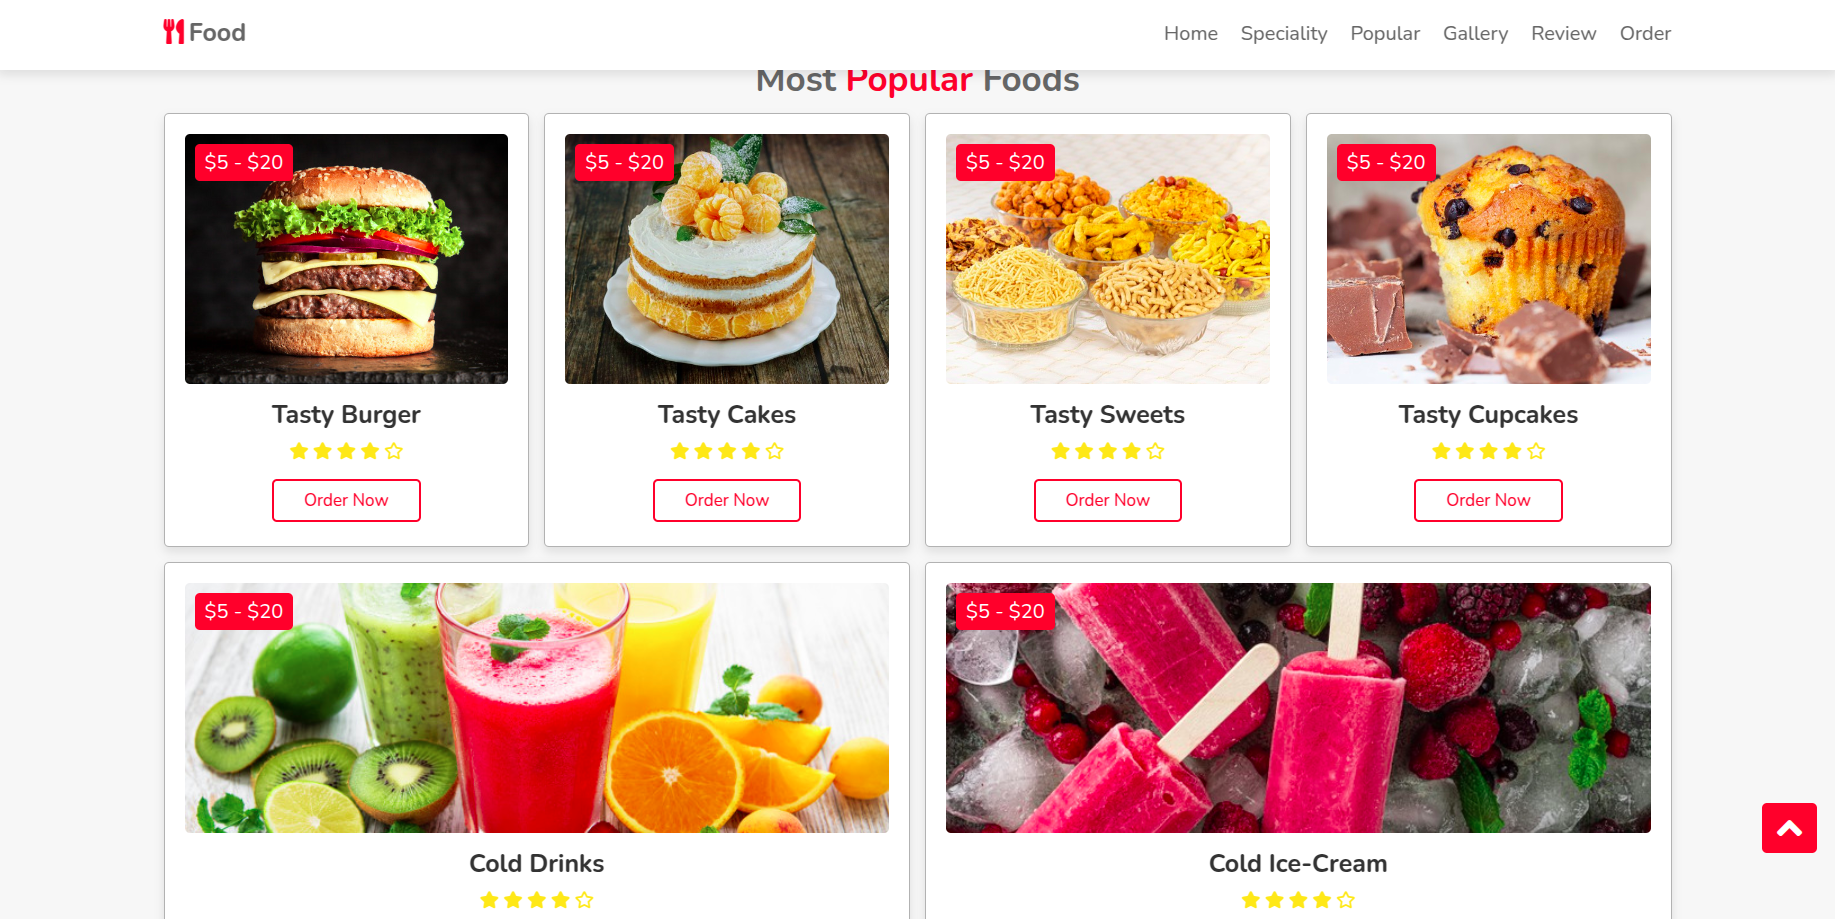 Food
Home Speciality Popular Gallery Review Order
Most Popular Foods
$5 - $20
Tasty Burger
Order Now
$5 - $20
Tasty Cakes
Order Now
$5 - $20
Tasty Sweets
Order Now
$5 - $20
Tasty Cupcakes
Order Now
$5 - $20
Cold Drinks
$5 - $20
Cold Ice-Cream